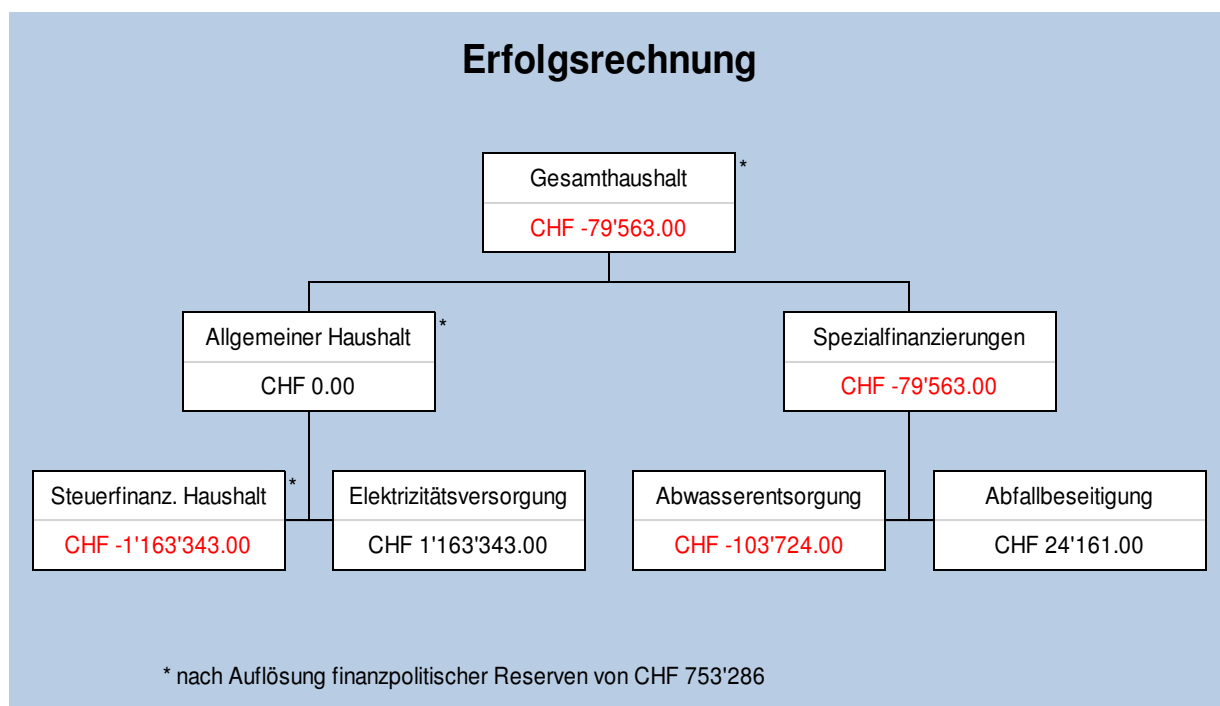 Erfolgsrechnung
Gesamthaushalt *
CHF -79'563.00
Allgemeiner Haushalt *
CHF 0.00
Spezialfinanzierungen
CHF -79'563.00
Steuerfinanz. Haushalt *
CHF -1'163'343.00
Elektrizitätsversorgung
CHF 1'163'343.00
Abwasserentsorgung
CHF -103'724.00
Abfallbeseitigung
CHF 24'161.00
* nach Auflösung finanzpolitischer Reserven von CHF 753'286